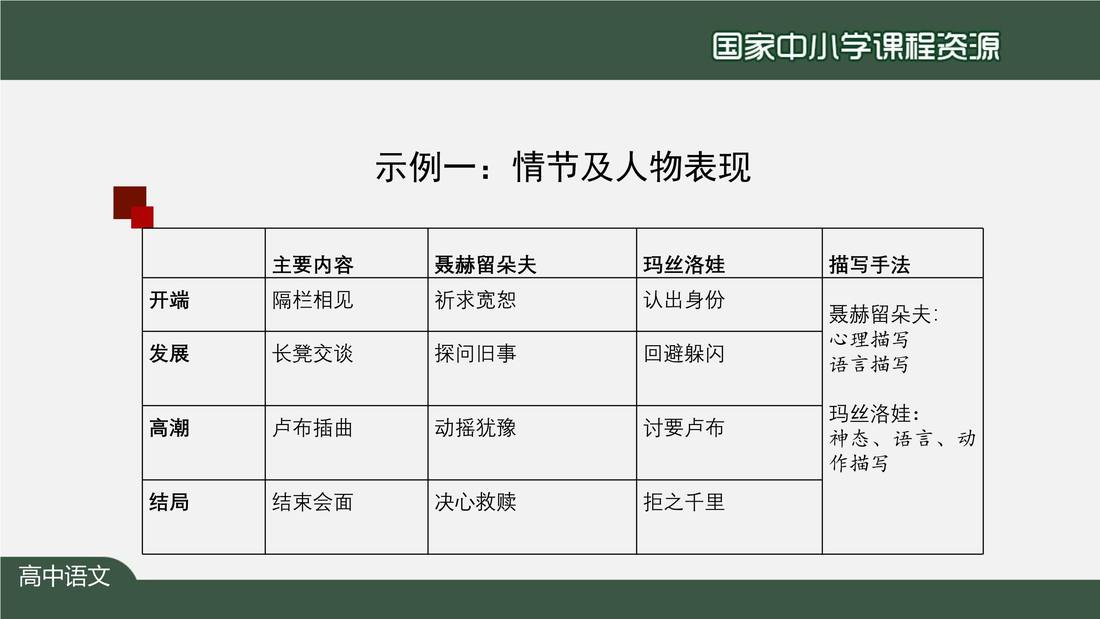 国家中小学课程资源
示例一：情节及人物表现
主要内容 聂赫留朵夫 玛丝洛娃 描写手法
开端 隔栏相见 祈求宽恕 认出身份
发展 长凳交谈 探问旧事 回避躲闪
高潮 卢布插曲 动摇犹豫 讨要卢布
结局 结束会面 决心救赎 拒之千里
聂赫留朵夫：
心理描写
语言描写
玛丝洛娃：
神态、语言、动
作描写
高中语文